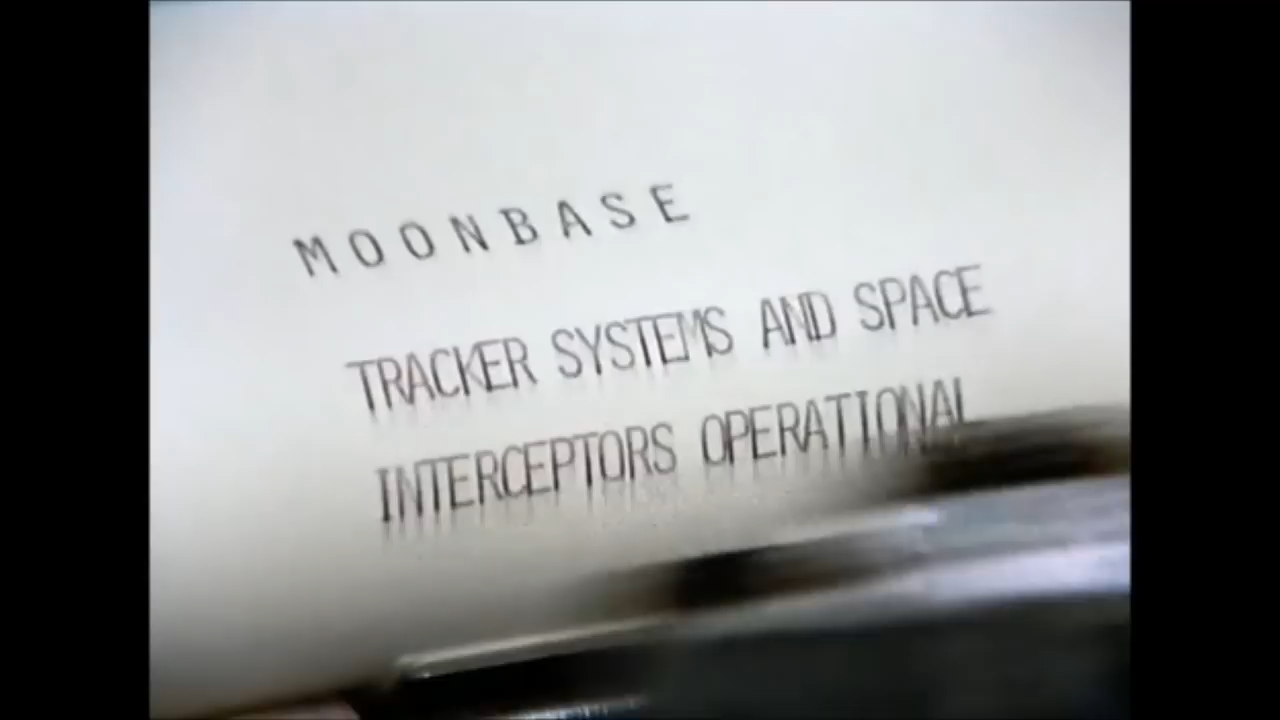 MOONBASE
TRACKER SYSTEMS AND SPACE
INTERCEPTORS OPERATIONAL